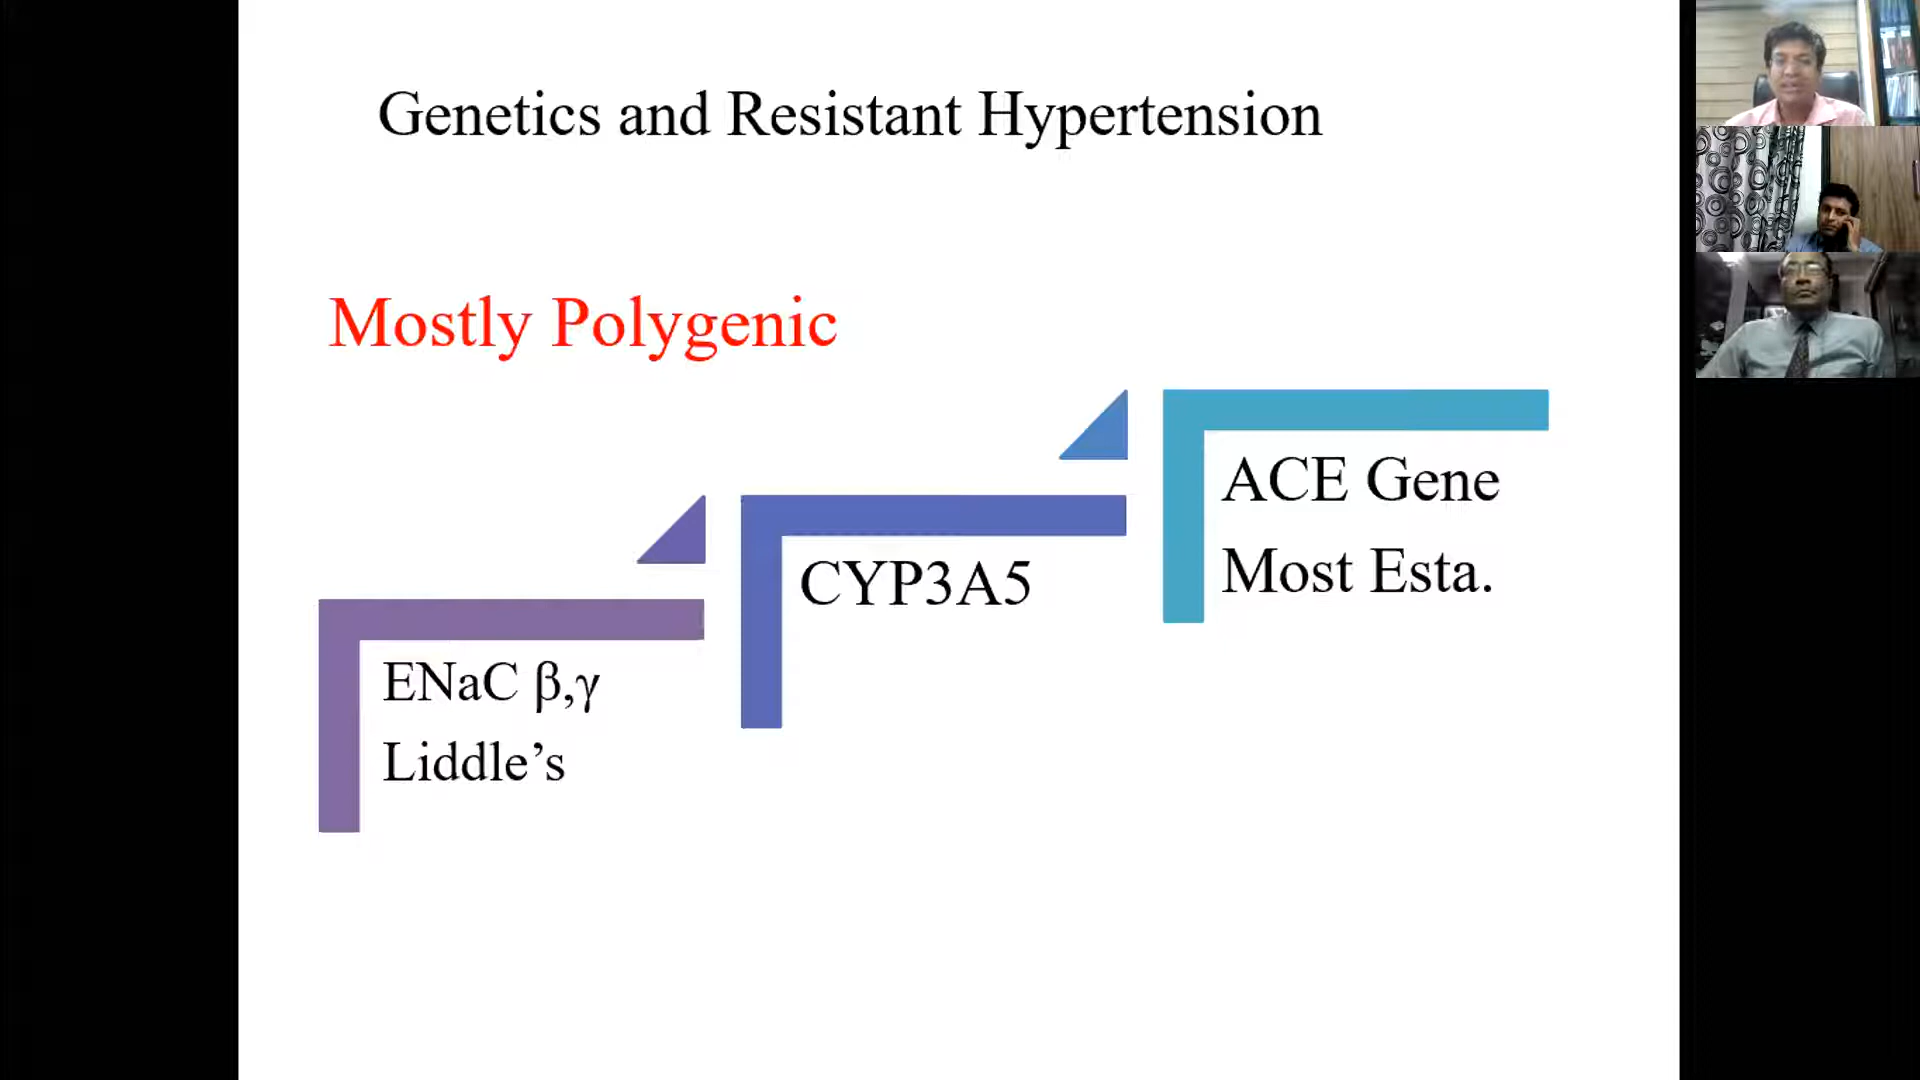 Genetics and Resistant Hypertension
Mostly Polygenic
ENaC β,γ
Liddle’s
CYP3A5
ACE Gene
Most Esta.